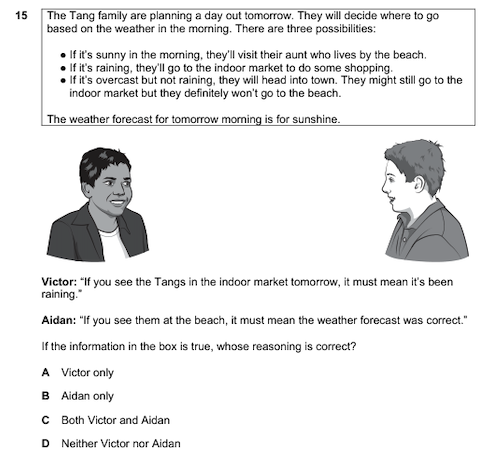 15 The Tang family are planning a day out tomorrow. They will decide where to go
based on the weather in the morning. There are three possibilities:
● If it's sunny in the morning, they'll visit their aunt who lives by the beach.
● If it's raining, they'll go to the indoor market to do some shopping.
● If it's overcast but not raining, they will head into town. They might still go to the
indoor market but they definitely won't go to the beach.
The weather forecast for tomorrow morning is for sunshine.
Victor: "If you see the Tangs in the indoor market tomorrow, it must mean it's been
raining."
Aidan: "If you see them at the beach, it must mean the weather forecast was correct."
If the information in the box is true, whose reasoning is correct?
A Victor only
B Aidan only
C Both Victor and Aidan
D Neither Victor nor Aidan